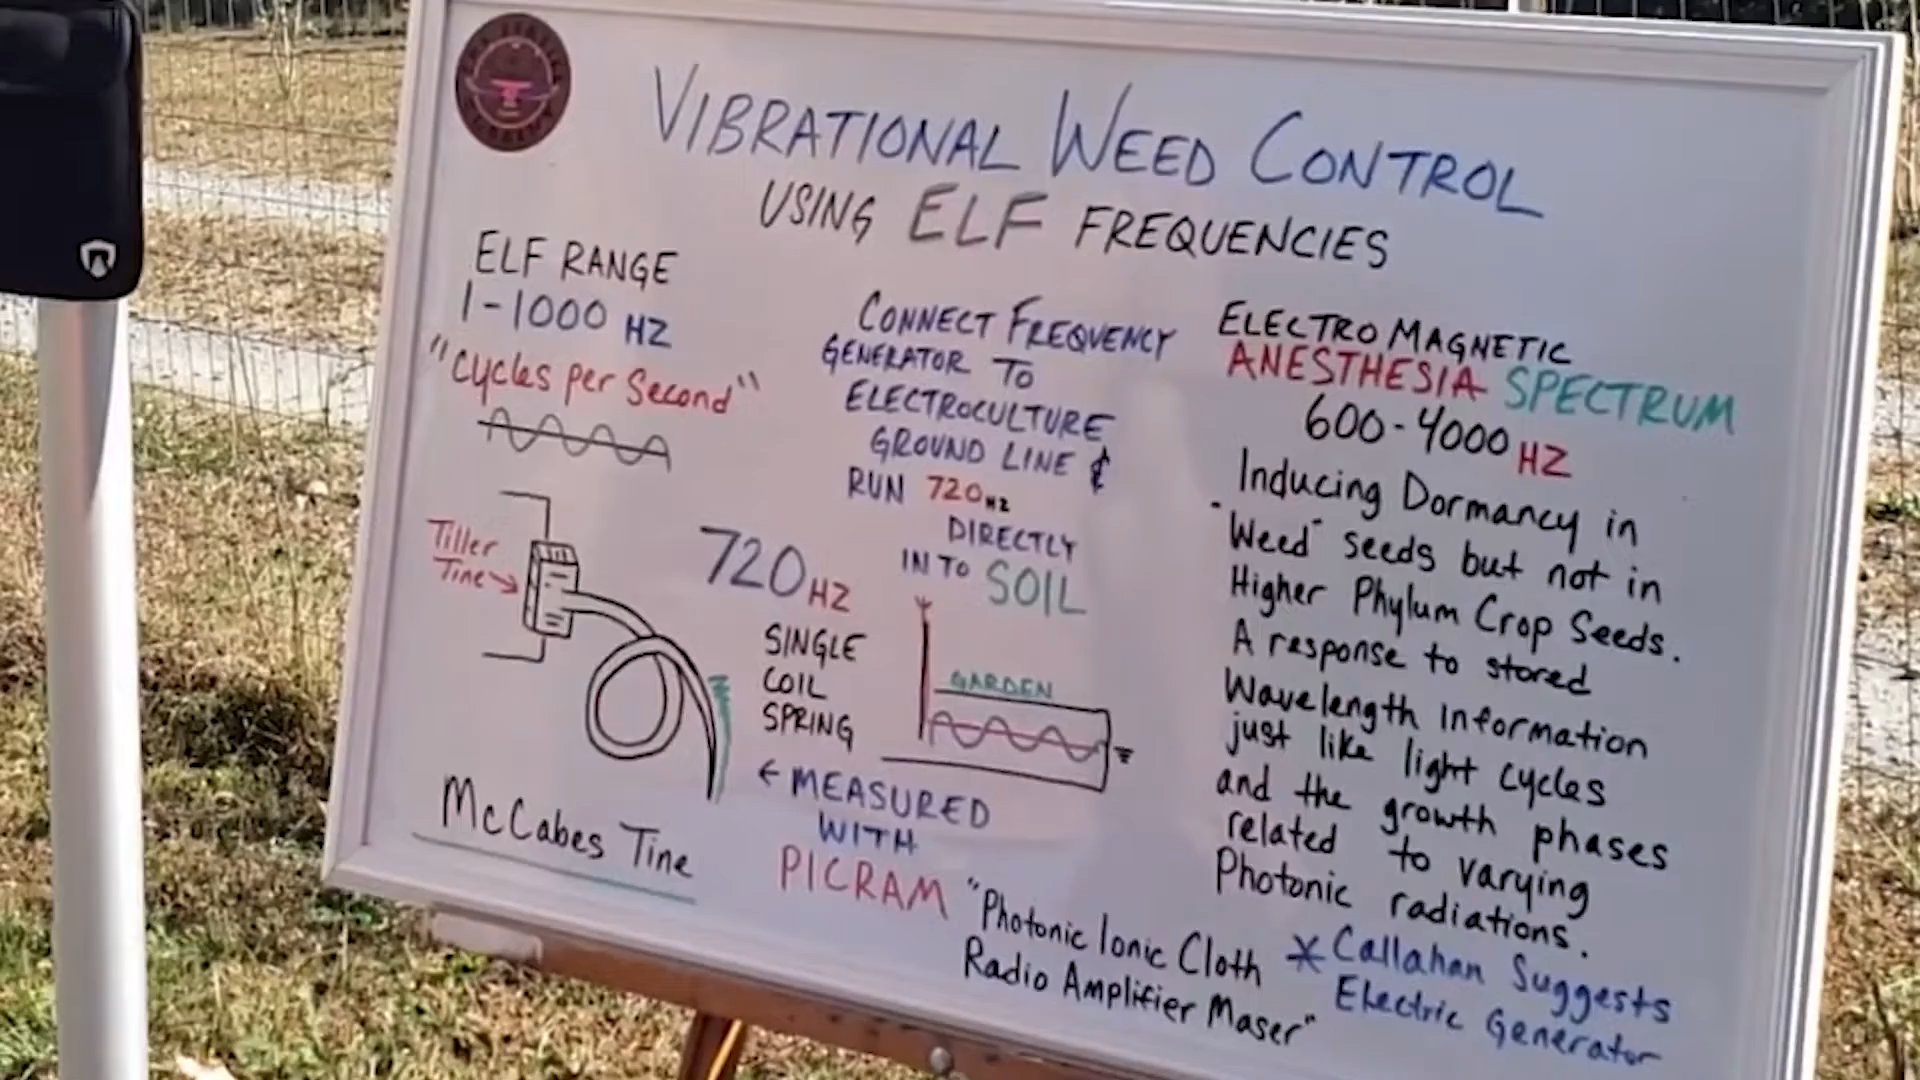 VIBRATIONAL WEED CONTROL
USING ELF FREQUENCIES
ELF RANGE
1-1000 HZ
"Cycles per Second"
Tiller
Tine
McCabes Tine
720HZ
SINGLE
COIL
SPRING
← MEASURED
WITH
PICRAM "Photonic Ionic Cloth
Radio Amplifier Maser"
CONNECT FREQUENCY
GENERATOR TO
ELECTROCULTURE
GROUND LINE &
RUN 720HZ
DIRECTLY
IN TO SOIL
GARDEN
ELECTRO MAGNETIC
ANESTHESIA SPECTRUM
600-4000 HZ
Inducing Dormancy in
"Weed" seeds but not in
Higher Phylum Crop Seeds.
A response to stored
Wavelength Information
just like light cycles
and the growth phases
related to varying
Photonic radiations.
* Callahan Suggests
Electric Generator